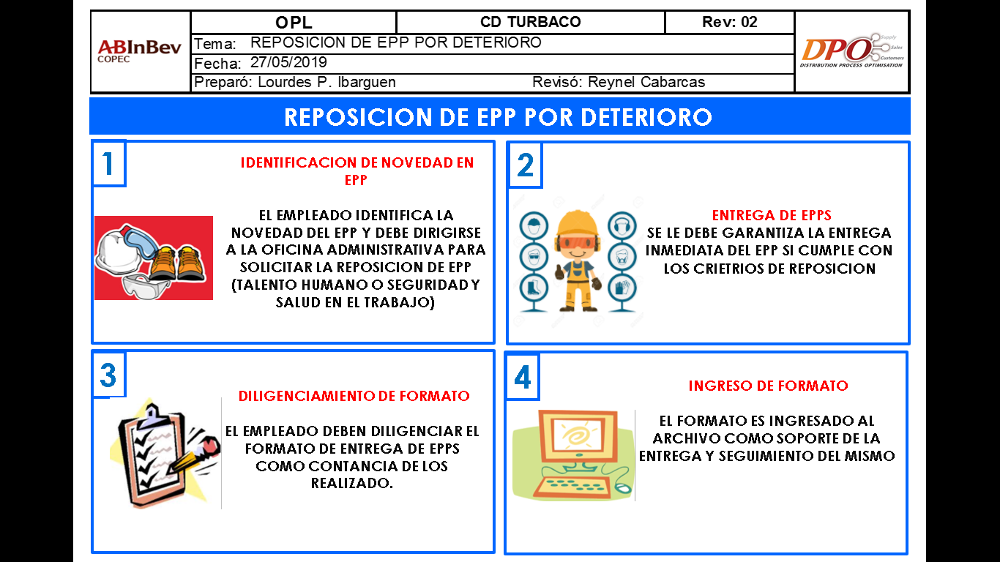 ABInBev
COPEC
OPL
CD TURBACO
Rev: 02
Tema: REPOSICION DE EPP POR DETERIORO
Fecha: 27/05/2019
Preparó: Lourdes P. Ibarguen
Revisó: Reynel Cabarcas
DPO
Supply
Sales
Customers
DISTRIBUTION PROCESS OPTIMISATION
REPOSICION DE EPP POR DETERIORO
1
IDENTIFICACION DE NOVEDAD EN
EPP
EL EMPLEADO IDENTIFICA LA
NOVEDAD DEL EPP Y DEBE DIRIGIRSE
A LA OFICINA ADMINISTRATIVA PARA
SOLICITAR LA REPOSICION DE EPP
(TALENTO HUMANO O SEGURIDAD Y
SALUD EN EL TRABAJO)
2
ENTREGA DE EPPS
SE LE DEBE GARANTIZA LA ENTREGA
INMEDIATA DEL EPP SI CUMPLE CON
LOS CRIETRIOS DE REPOSICION
3
DILIGENCIAMIENTO DE FORMATO
EL EMPLEADO DEBEN DILIGENCIAR EL
FORMATO DE ENTREGA DE EPPS
COMO CONTANCIA DE LOS
REALIZADO.
4
INGRESO DE FORMATO
EL FORMATO ES INGRESADO AL
ARCHIVO COMO SOPORTE DE LA
ENTREGA Y SEGUIMIENTO DEL MISMO